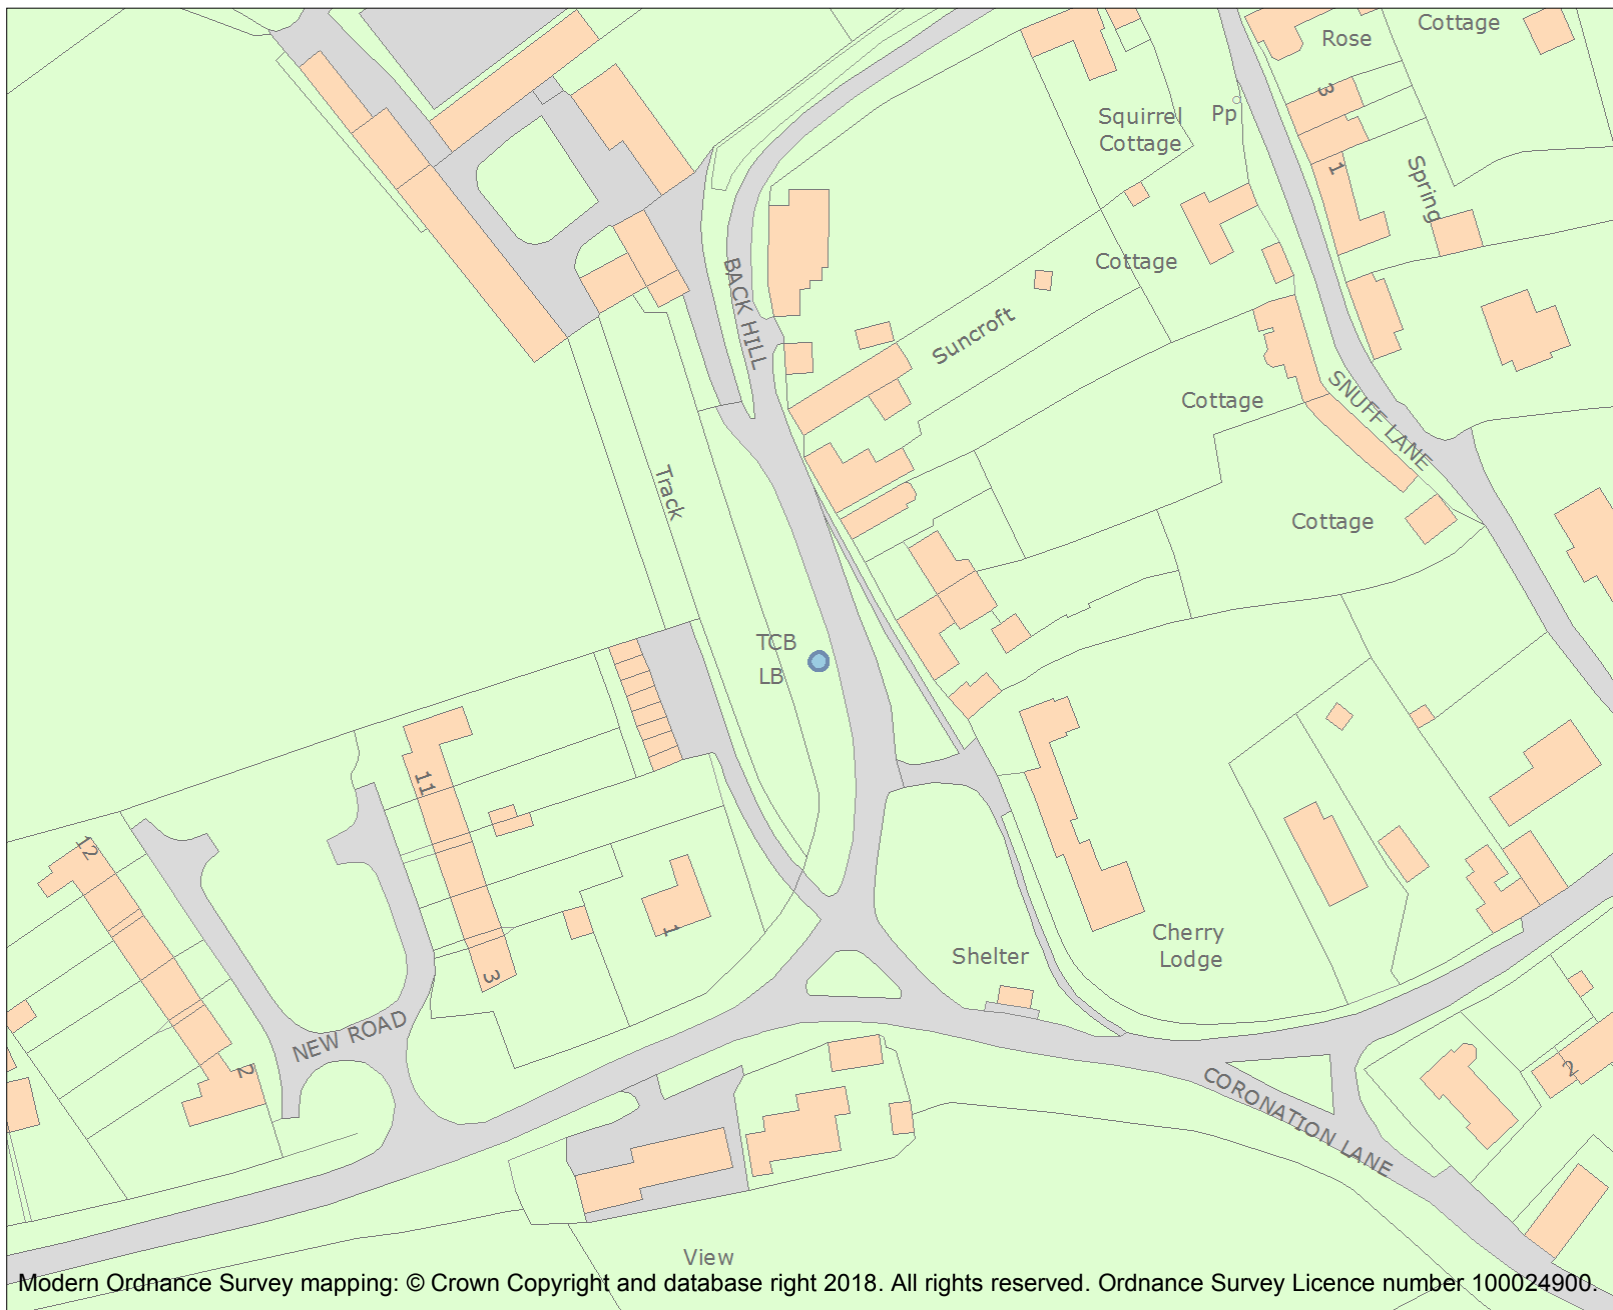 Cottage
Rose
3
Squirrel
Cottage
Pp
1
Spring
Cottage
BACK HILL
Suncroft
SNUFF LANE
Cottage
Track
Cottage
TCB
LB
11
12
1
Cherry
Lodge
Shelter
3
NEW ROAD
2
CORONATION LANE
2
View
Modern Ordnance Survey mapping: © Crown Copyright and database right 2018. All rights reserved. Ordnance Survey Licence number 100024900.